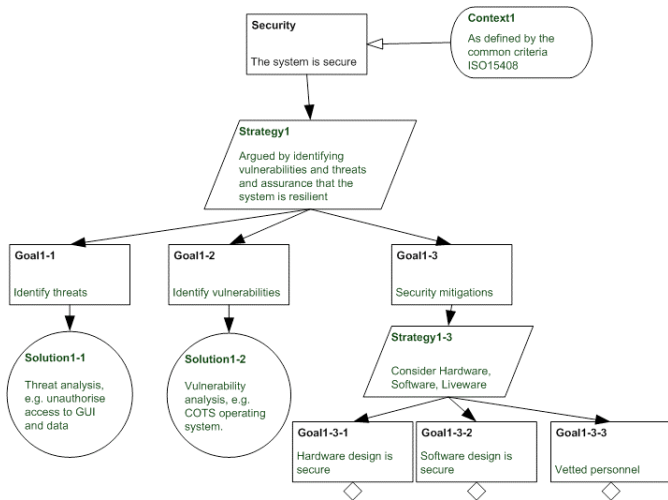 Security
The system is secure
Context1
As defined by the
common criteria
ISO15408
Strategy1
Argued by identifying
vulnerabilities and threats
and assurance that the
system is resilient
Goal1-1
Identify threats
Goal1-2
Identify vulnerabilities
Goal1-3
Security mitigations
Solution1-1
Threat analysis,
e.g. unauthorise
access to GUI
and data
Solution1-2
Vulnerability
analysis, e.g.
COTS operating
system.
Strategy1-3
Consider Hardware,
Software, Liveware
Goal1-3-1
Hardware design is
secure
Goal1-3-2
Software design is
secure
Goal1-3-3
Vetted personnel